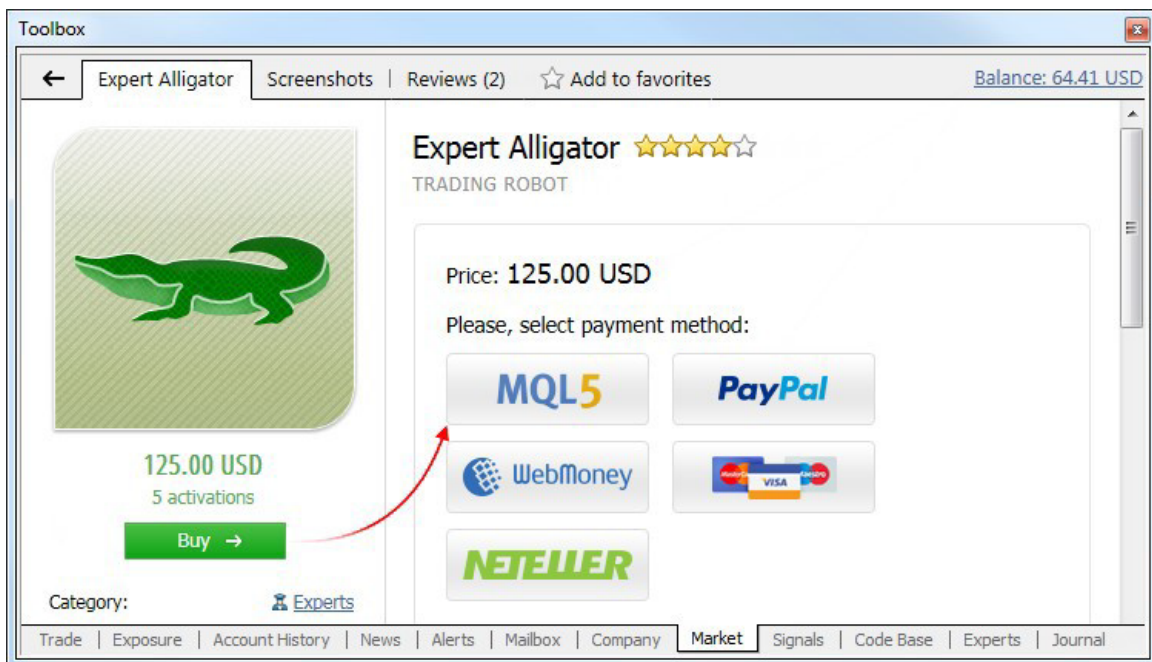 Toolbox
Expert Alligator | Screenshots | Reviews (2) Add to favorites Balance: 64.41 USD
Expert Alligator
TRADING ROBOT
Price: 125.00 USD
Please, select payment method:
MQL5 PayPal
WebMoney MasterCard VISA Maestro
NETELLER
125.00 USD
5 activations
Buy →
Category: Experts
Trade | Exposure | Account History | News | Alerts | Mailbox | Company Market Signals | Code Base | Experts | Journal